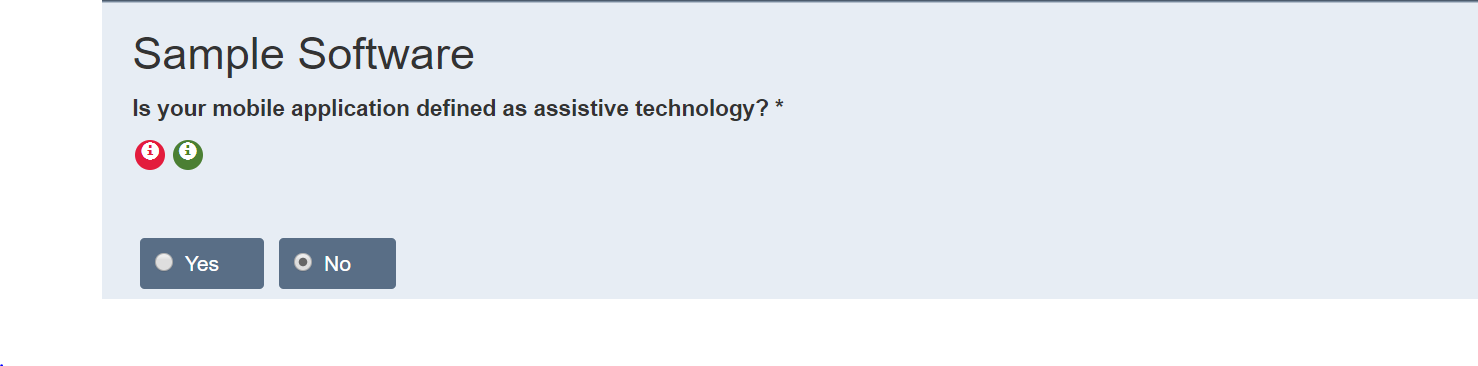 Sample Software
Is your mobile application defined as assistive technology? *
i i
Yes No